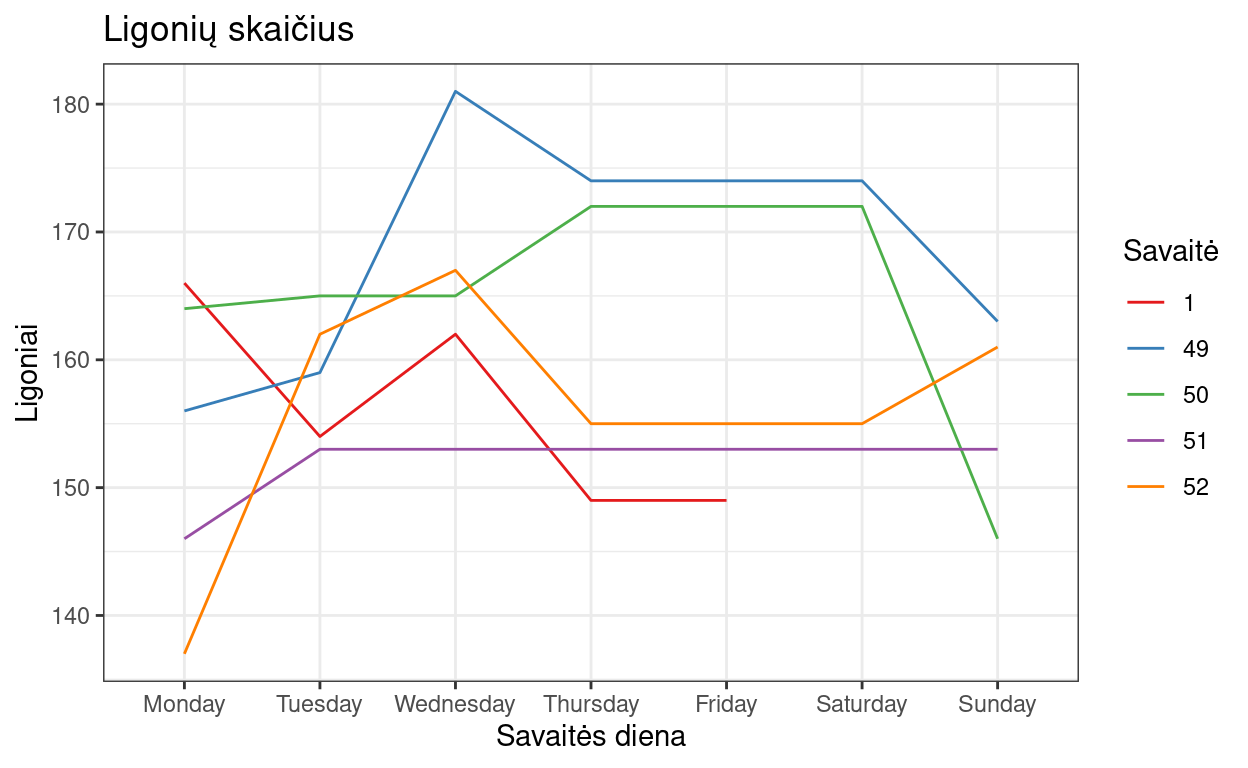 Ligonių skaičius
Ligoniai
180
170
160
150
140
Monday Tuesday Wednesday Thursday Friday Saturday Sunday
Savaitės diena
Savaitė
1
49
50
51
52